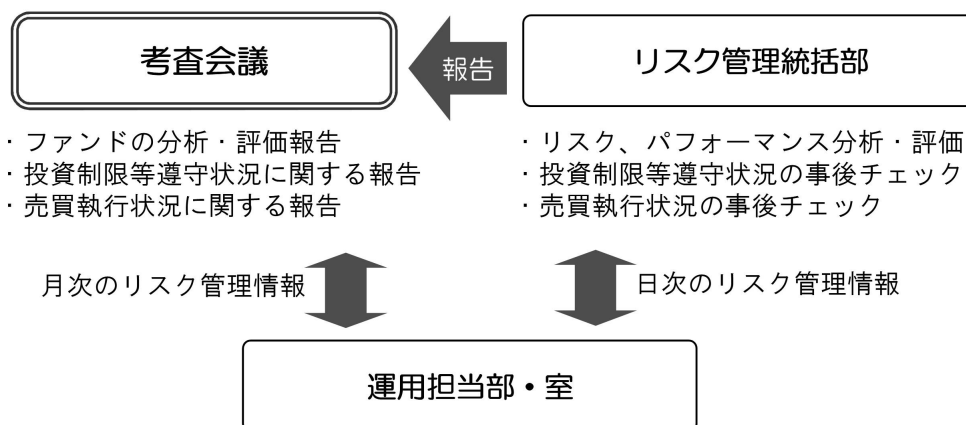 考査会議
報告
リスク管理統括部
・ファンドの分析・評価報告
・投資制限等遵守状況に関する報告
・売買執行状況に関する報告
・リスク、パフォーマンス分析・評価
・投資制限等遵守状況の事後チェック
・売買執行状況の事後チェック
月次のリスク管理情報
日次のリスク管理情報
運用担当部・室